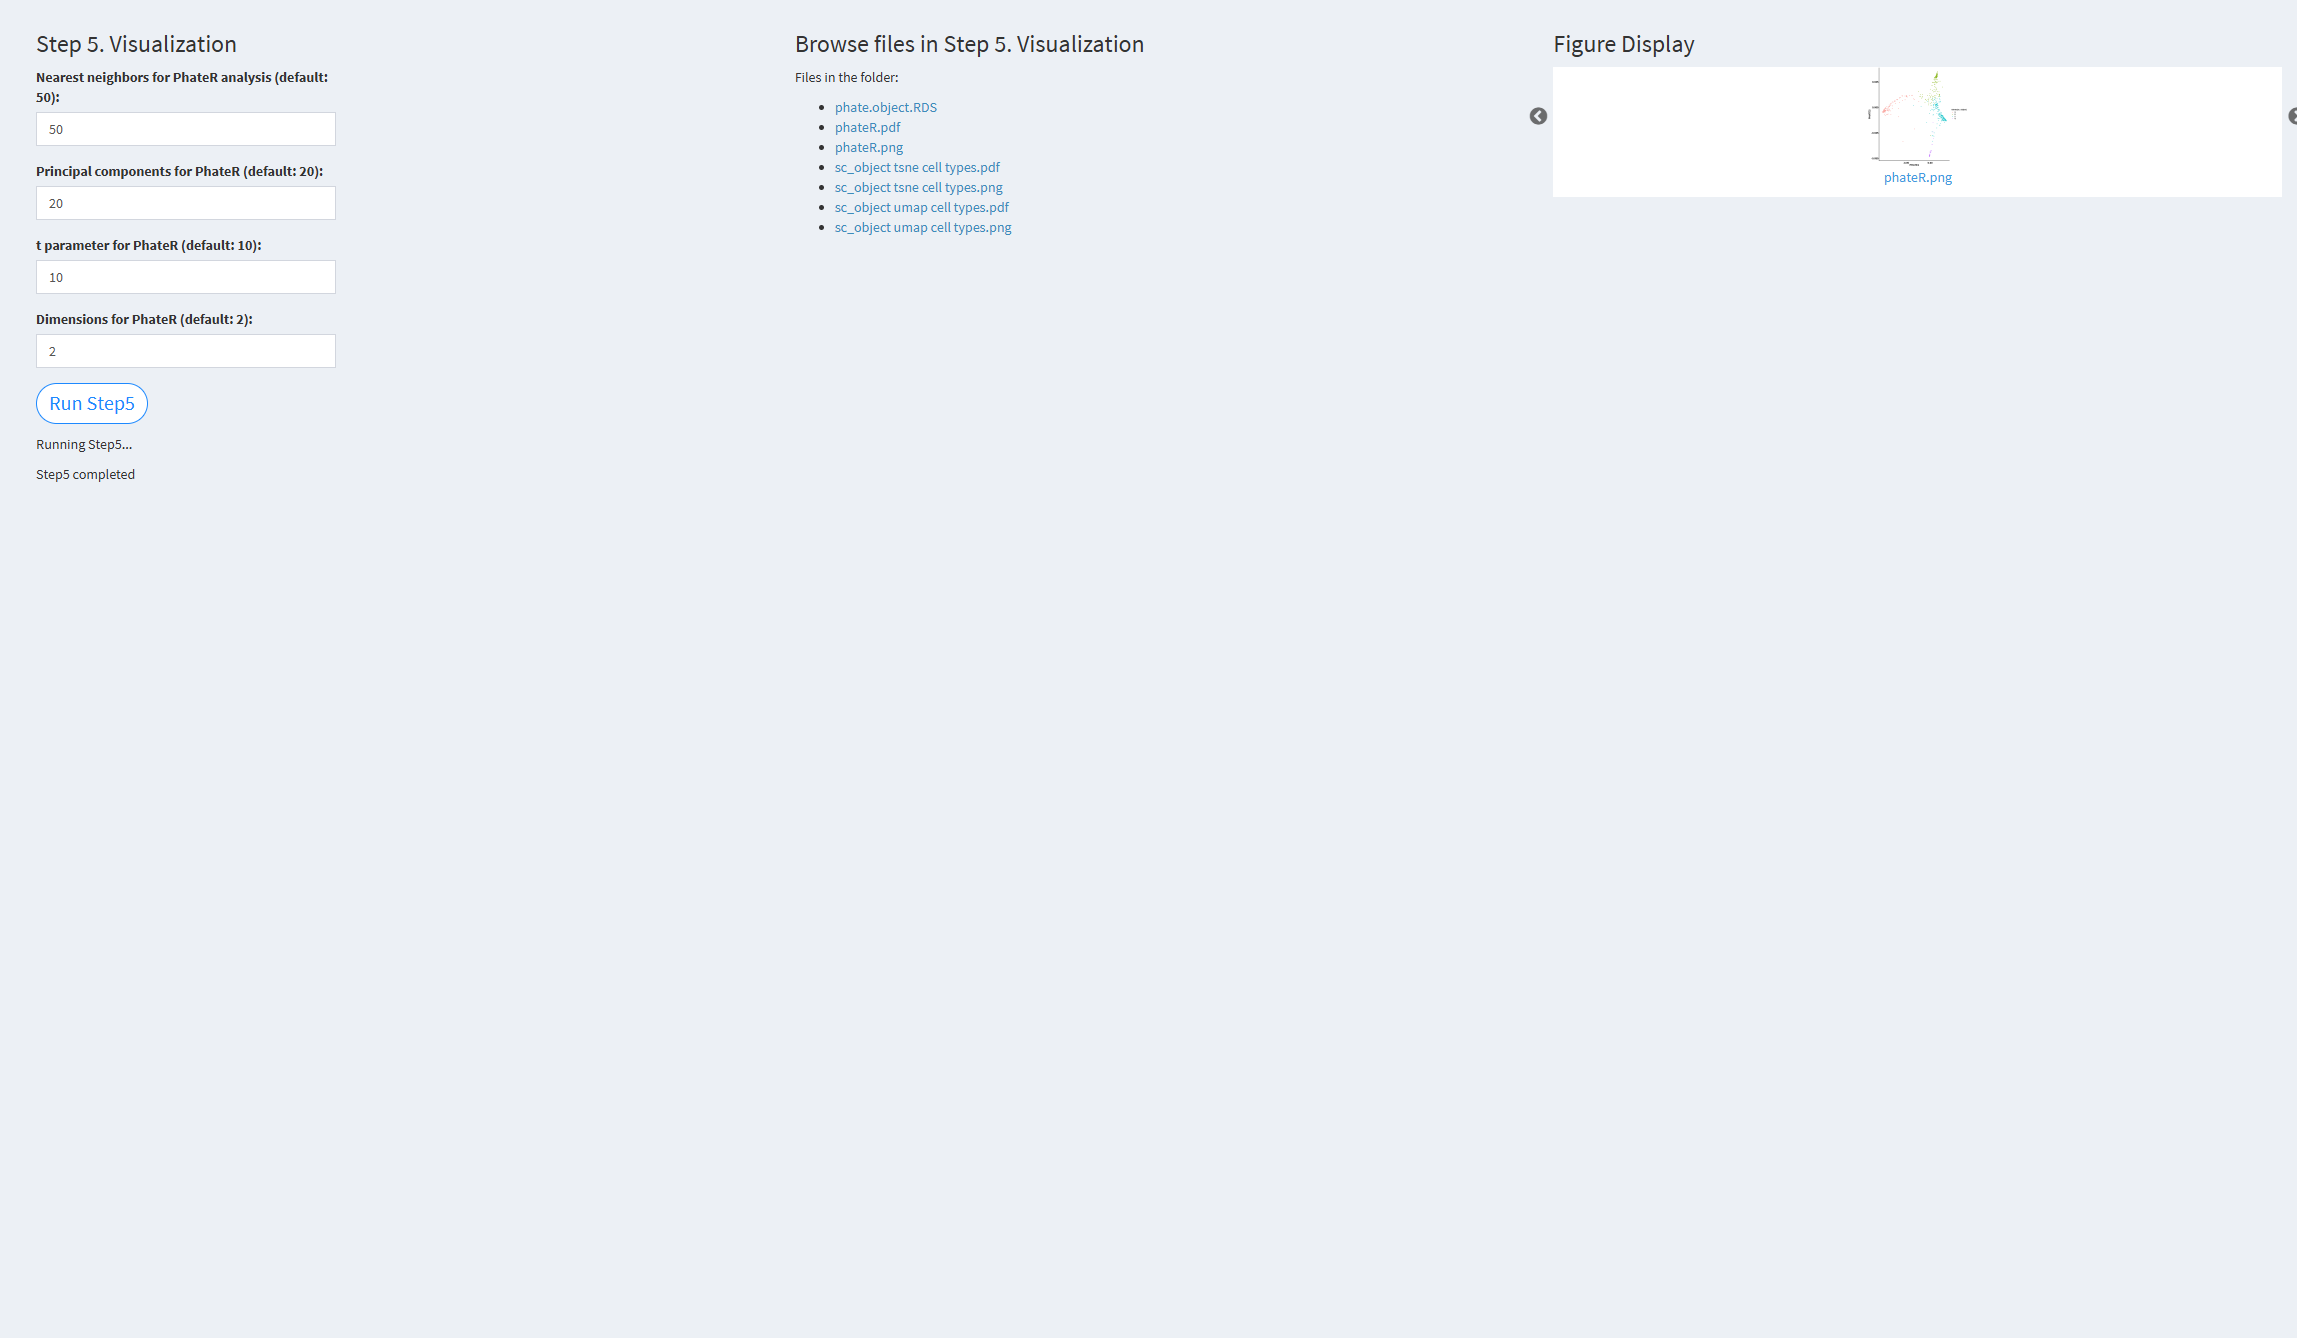 Step 5. Visualization
Nearest neighbors for PhateR analysis (default:
50):
50
Principal components for PhateR (default: 20):
20
t parameter for PhateR (default: 10):
10
Dimensions for PhateR (default: 2):
2
Run Step5
Running Step5...
Step5 completed
Browse files in Step 5. Visualization
Files in the folder:
phate.object.RDS
phateR.pdf
phateR.png
sc_object tsne cell types.pdf
sc_object tsne cell types.png
sc_object umap cell types.pdf
sc_object umap cell types.png
Figure Display
phateR.png